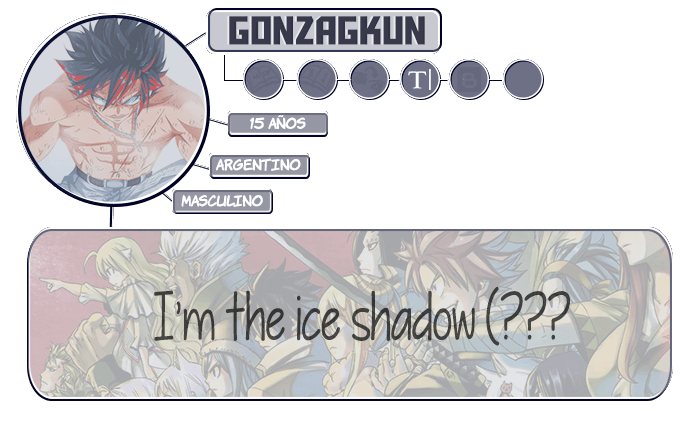 GONZAGKUN
T|
15 AÑOS
ARGENTINO
MASCULINO
I'm the ice shadow (???